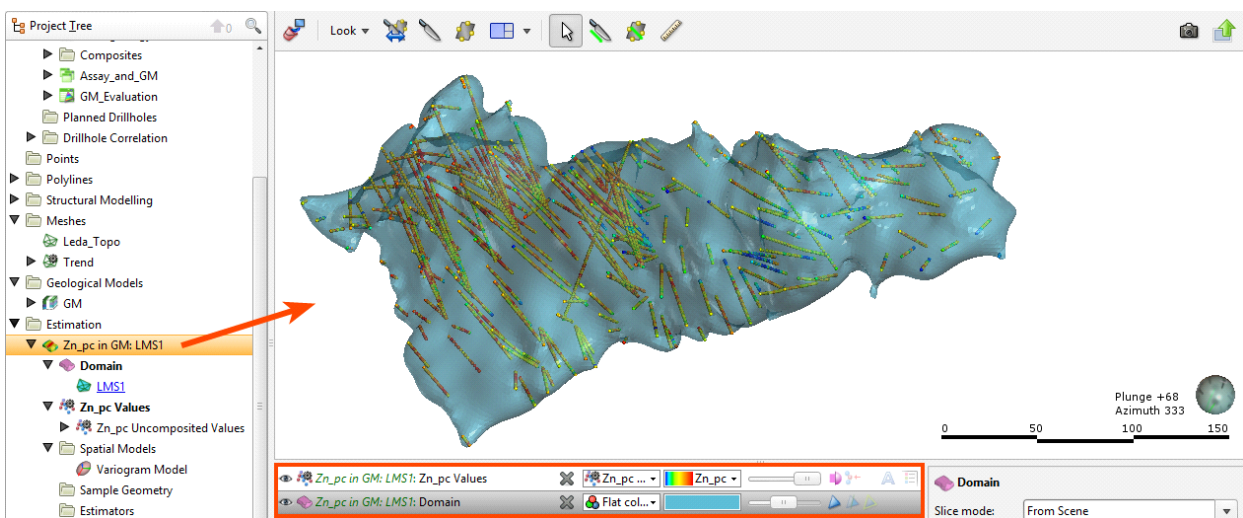 Project Tree
0
Look
Composites
Assay_and_GM
GM_Evaluation
Planned Drillholes
Drillhole Correlation
Points
Polylines
Structural Modelling
Meshes
Leda_Topo
Trend
Geological Models
GM
Estimation
Zn_pc in GM: LMS1
Domain
LMS1
Zn_pc Values
Zn_pc Uncomposited Values
Spatial Models
Variogram Model
Sample Geometry
Estimators
Plunge +68
Azimuth 333
0 50 100 150
Zn_pc in GM: LMS1: Zn_pc Values Zn_pc ... Zn_pc
Zn_pc in GM: LMS1: Domain Flat col...
Domain
Slice mode: From Scene